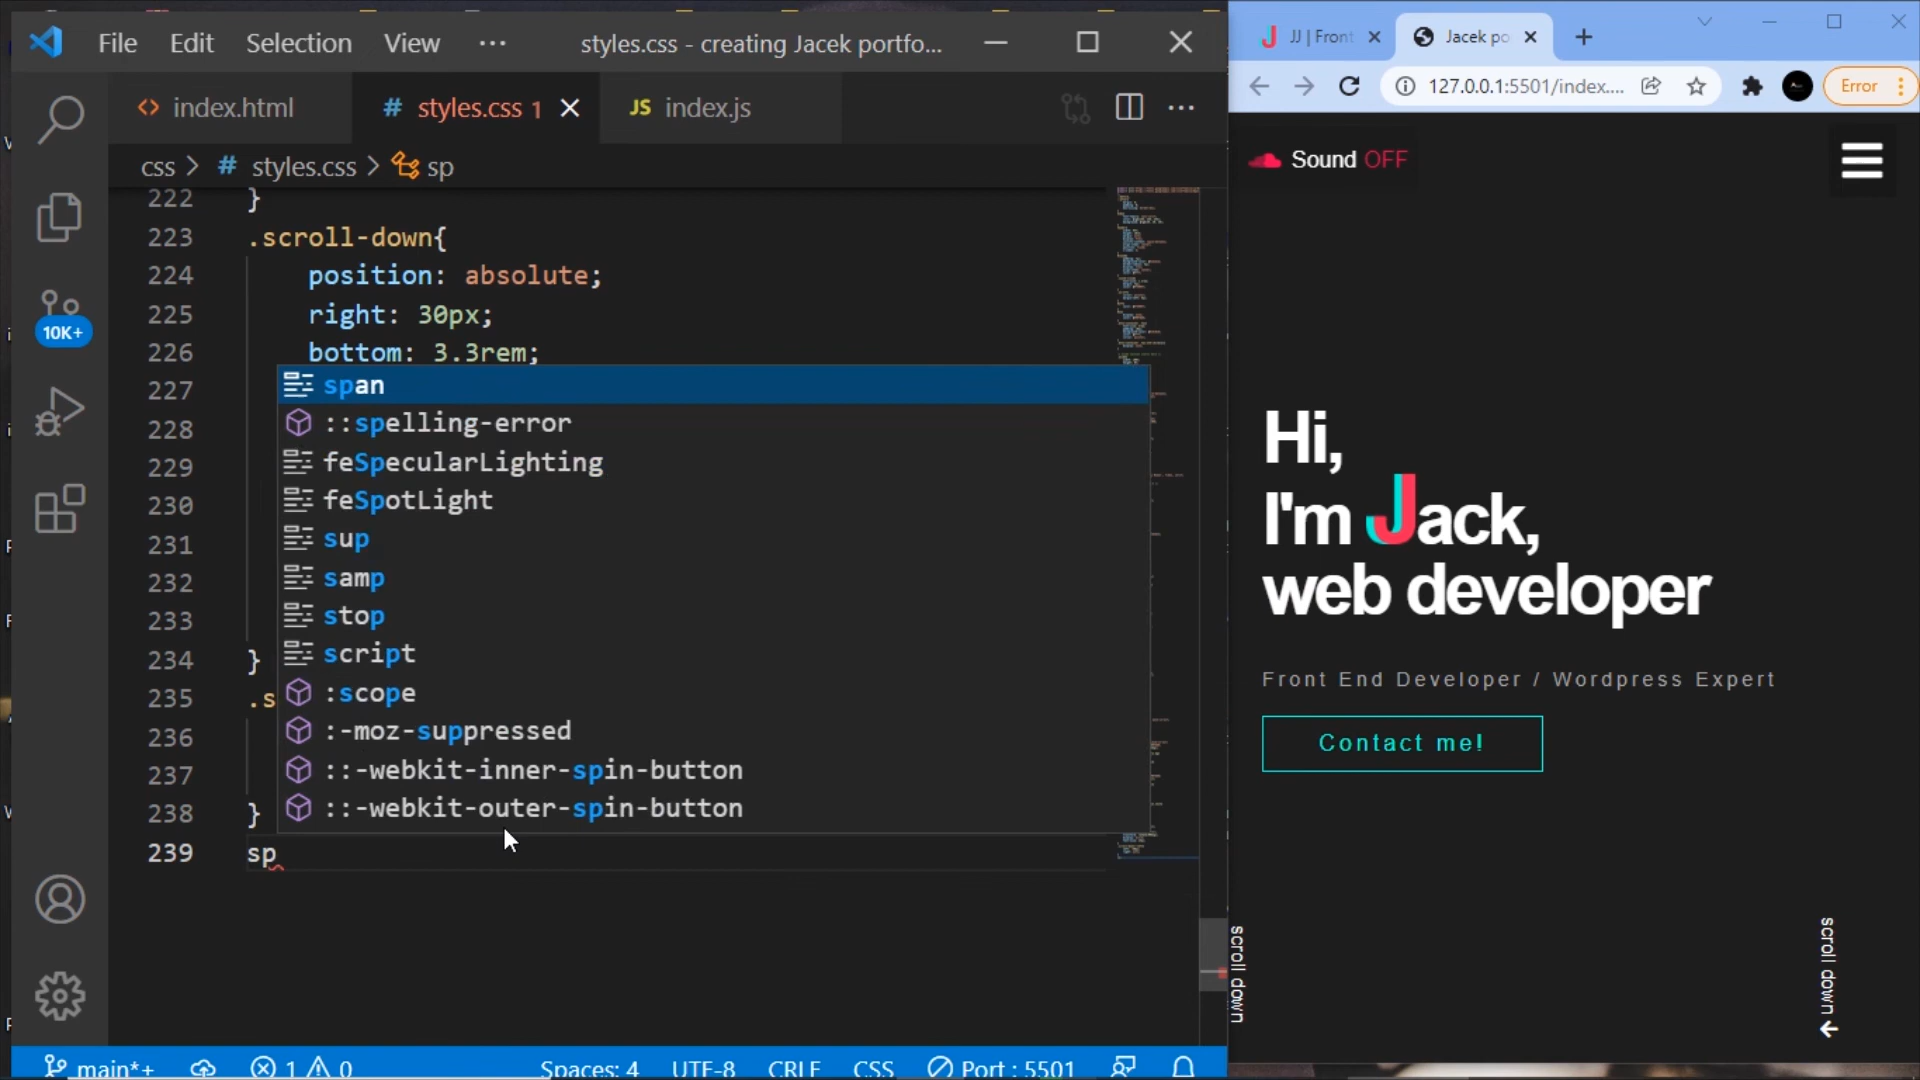 File Edit Selection View ··· styles.css - creating Jacek portfo...
index.html
# styles.css 1
JS index.js
css > # styles.css > sp
222 }
223 .scroll-down{
224 position: absolute;
225 right: 30px;
226 bottom: 3.3rem;
227
228
229
230
231
232
233
234 }
235 .s
236
237
238 }
239 sp
span
::spelling-error
feSpecularLighting
feSpotLight
sup
samp
stop
script
:scope
:-moz-suppressed
::-webkit-inner-spin-button
::-webkit-outer-spin-button
10K+
main*+ 1 0 Spaces: 4 UTF-8 CRLF CSS Port : 5501
JJ | Front
Jacek po
127.0.0.1:5501/index....
Error
Sound OFF
Hi,
I'm Jack,
web developer
Front End Developer / Wordpress Expert
Contact me!
scroll down
scroll down